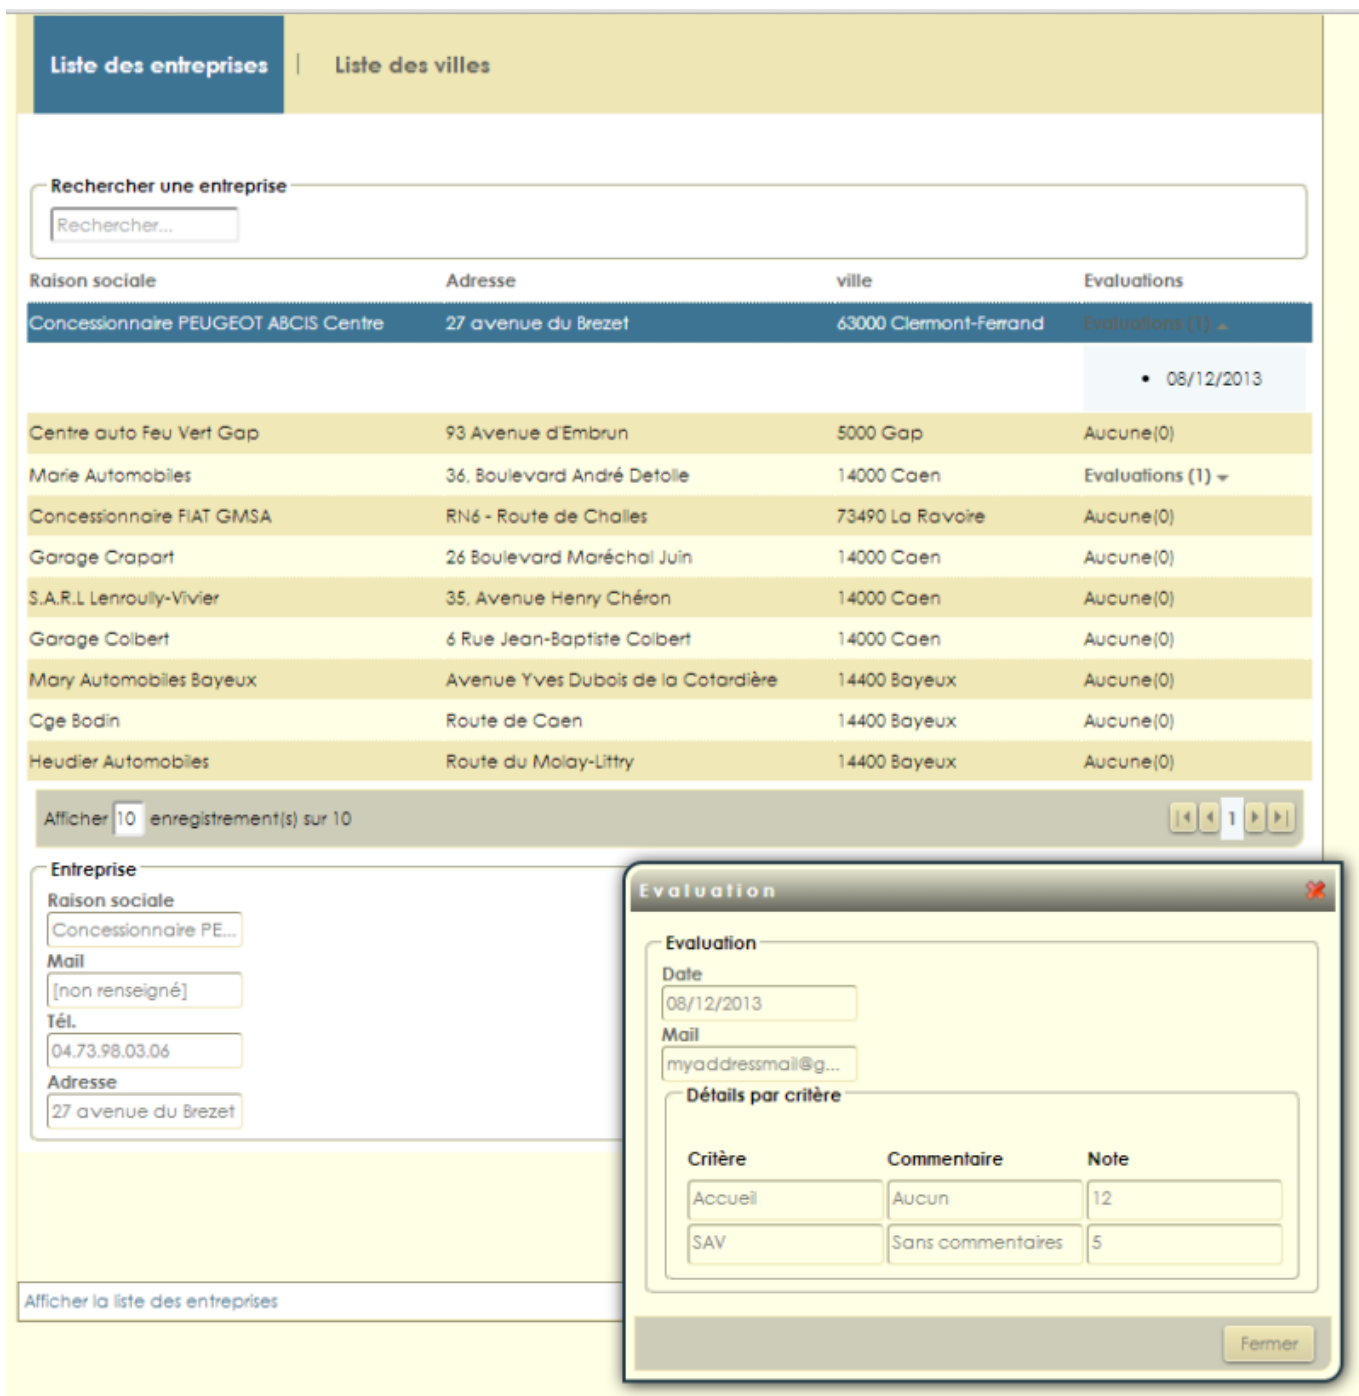 Liste des entreprises | Liste des villes
Rechercher une entreprise
Rechercher...
Raison sociale Adresse ville Evaluations
Concessionnaire PEUGEOT ABCIS Centre 27 avenue du Brezet 63000 Clermont-Ferrand Evaluations (1)
• 08/12/2013
Centre auto Feu Vert Gap 93 Avenue d'Embrun 5000 Gap Aucune(0)
Marie Automobiles 36, Boulevard André Detolle 14000 Caen Evaluations (1)
Concessionnaire FIAT GMSA RN6 - Route de Challes 73490 La Ravoire Aucune(0)
Garage Crapart 26 Boulevard Maréchal Juin 14000 Caen Aucune(0)
S.A.R.L Lenroully-Vivier 35, Avenue Henry Chéron 14000 Caen Aucune(0)
Garage Colbert 6 Rue Jean-Baptiste Colbert 14000 Caen Aucune(0)
Mary Automobiles Bayeux Avenue Yves Dubois de la Cotardière 14400 Bayeux Aucune(0)
Cge Bodin Route de Caen 14400 Bayeux Aucune(0)
Heudier Automobiles Route du Molay-Littry 14400 Bayeux Aucune(0)
Afficher 10 enregistrement(s) sur 10 1
Entreprise
Raison sociale
Concessionnaire PE...
Mail
[non renseigné]
Tél.
04.73.98.03.06
Adresse
27 avenue du Brezet
Evaluation
Evaluation
Date
08/12/2013
Mail
myaddressmail@g...
Détails par critère
Critère Commentaire Note
Accueil Aucun 12
SAV Sans commentaires 5
Fermer
Afficher la liste des entreprises